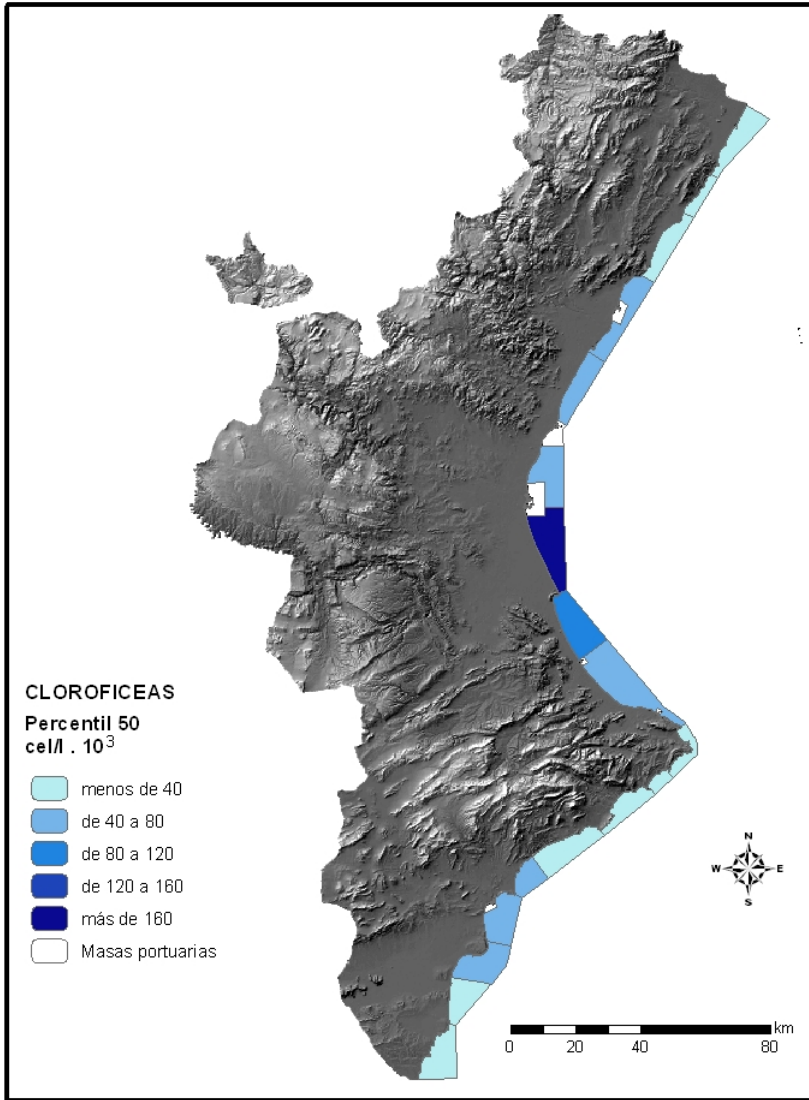 CLOROFICEAS
Percentil 50
cel/l . 10³
menos de 40
de 40 a 80
de 80 a 120
de 120 a 160
más de 160
Masas portuarias
N
W E
S
km
0 20 40 80